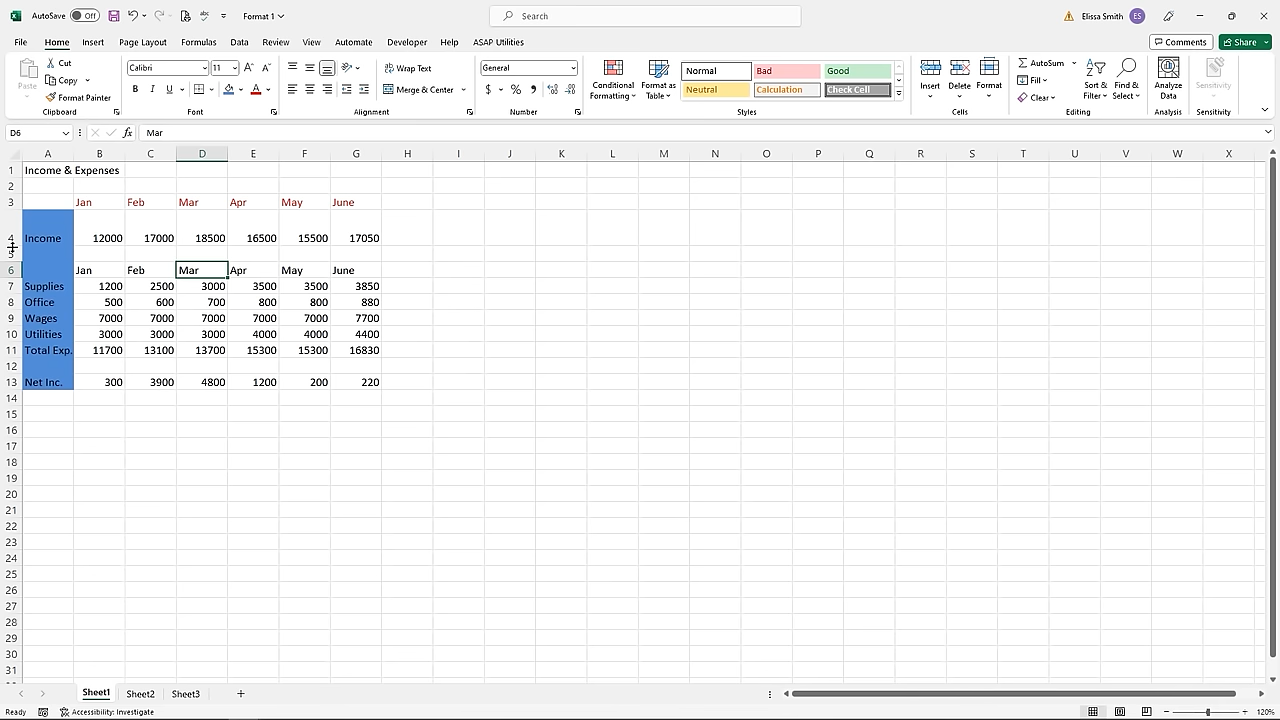 AutoSave Off Format 1 Search Elissa Smith ES
File Home Insert Page Layout Formulas Data Review View Automate Developer Help ASAP Utilities Comments Share
Paste Cut Copy Format Painter Clipboard
Calibri 11 A A B I U A Font
Wrap Text Merge & Center Alignment
General $ % Number
Conditional Formatting Format as Table Normal Bad Good Neutral Calculation Check Cell Styles
Insert Delete Format Cells
AutoSum Fill Clear Sort & Filter Find & Select Editing
Analyze Data Analysis Sensitivity Sensitivity
D6 fx Mar
A B C D E F G H I J K L M N O P Q R S T U V W X
1 Income & Expenses
2
3 Jan Feb Mar Apr May June
4 Income 12000 17000 18500 16500 15500 17050
5
6 Jan Feb Mar Apr May June
7 Supplies 1200 2500 3000 3500 3500 3850
8 Office 500 600 700 800 800 880
9 Wages 7000 7000 7000 7000 7000 7700
10 Utilities 3000 3000 3000 4000 4000 4400
11 Total Exp. 11700 13100 13700 15300 15300 16830
12
13 Net Inc. 300 3900 4800 1200 200 220
14
15
16
17
18
19
20
21
22
23
24
25
26
27
28
29
30
31
Sheet1 Sheet2 Sheet3
Ready Accessibility: Investigate 120%